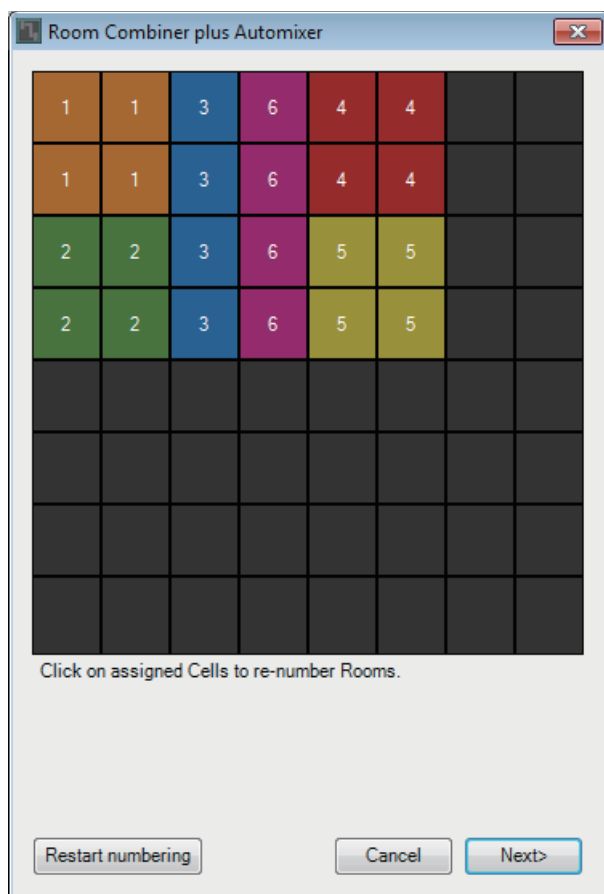 Room Combiner plus Automixer
1 1 3 6 4 4
1 1 3 6 4 4
2 2 3 6 5 5
2 2 3 6 5 5
Click on assigned Cells to re-number Rooms.
Restart numbering Cancel Next>